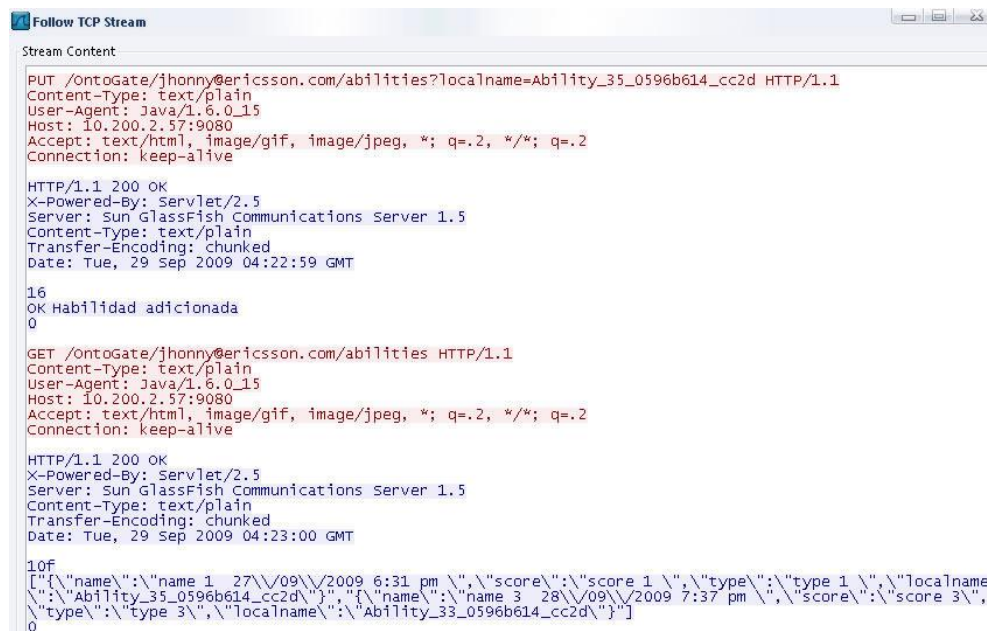 Follow TCP Stream
Stream Content
PUT /OntoGate/jhonny@ericsson.com/abilities?localname=Ability_35_0596b614_cc2d HTTP/1.1
Content-Type: text/plain
User-Agent: Java/1.6.0_15
Host: 10.200.2.57:9080
Accept: text/html, image/gif, image/jpeg, *; q=.2, */*; q=.2
Connection: keep-alive
HTTP/1.1 200 OK
X-Powered-By: Servlet/2.5
Server: Sun GlassFish Communications Server 1.5
Content-Type: text/plain
Transfer-Encoding: chunked
Date: Tue, 29 Sep 2009 04:22:59 GMT
16
OK Habilidad adicionada
0
GET /OntoGate/jhonny@ericsson.com/abilities HTTP/1.1
Content-Type: text/plain
User-Agent: Java/1.6.0_15
Host: 10.200.2.57:9080
Accept: text/html, image/gif, image/jpeg, *; q=.2, */*; q=.2
Connection: keep-alive
HTTP/1.1 200 OK
X-Powered-By: Servlet/2.5
Server: Sun GlassFish Communications Server 1.5
Content-Type: text/plain
Transfer-Encoding: chunked
Date: Tue, 29 Sep 2009 04:23:00 GMT
10f
["{\"name\":\"name 1  27\\/09\\/2009 6:31 pm \",\"score\":\"score 1 \",\"type\":\"type 1 \",\"localname
\":\"Ability_35_0596b614_cc2d\"}","{\"name\":\"name 3  28\\/09\\/2009 7:37 pm \",\"score\":\"score 3\",
\"type\":\"type 3\",\"localname\":\"Ability_33_0596b614_cc2d\"}"]
0